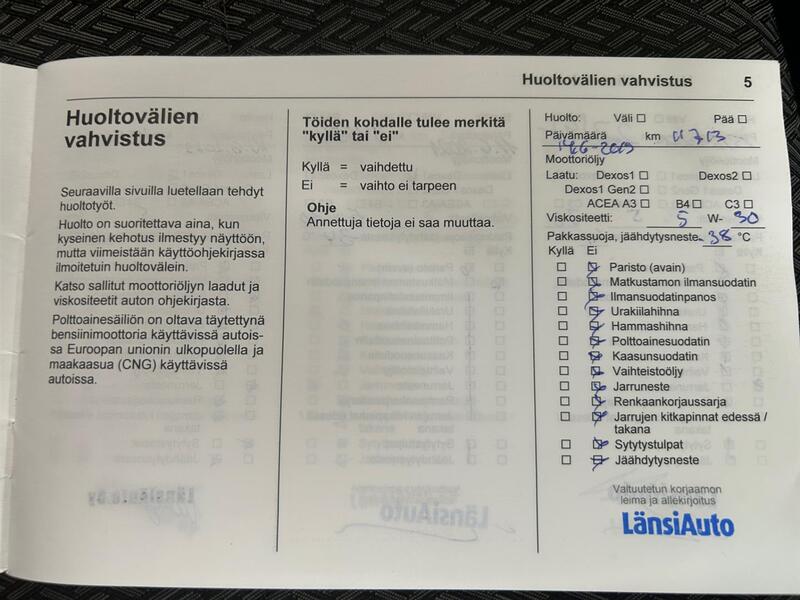 Huoltovälien vahvistus 5
Huoltovälien
vahvistus
Seuraavilla sivuilla luetellaan tehdyt
huoltotyöt.
Huolto on suoritettava aina, kun
kyseinen kehotus ilmestyy näyttöön,
mutta viimeistään käyttöohjekirjassa
ilmoitetuin huoltovälein.
Katso sallitut moottoriöljyn laadut ja
viskositeetit auton ohjekirjasta.
Polttoainesäiliön on oltava täytettynä
bensiinimoottoria käyttävissä autois-
sa Euroopan unionin ulkopuolella ja
maakaasua (CNG) käyttävissä
autoissa.
Töiden kohdalle tulee merkitä
"kyllä" tai "ei"
Kyllä = vaihdettu
Ei = vaihto ei tarpeen
Ohje
Annettuja tietoja ei saa muuttaa.
Huolto: Väli Pää
Päivämäärä km 11713
Moottoriöljy
Laatu: Dexos1 Dexos2
Dexos1 Gen2
ACEA A3 B4 C3
Viskositeetti: 5 W- 30
Pakkassuoja, jäähdytysneste -38 °C
Kyllä Ei
Paristo (avain)
Matkustamon ilmansuodatin
Ilmansuodatinpanos
Urakiilahihna
Hammashihna
Polttoainesuodatin
Kaasunsuodatin
Vaihteistoöljy
Jarruneste
Renkaankorjaussarja
Jarrujen kitkapinnat edessä /
takana
Sytytystulpat
Jäähdytysneste
Valtuutetun korjaamon
leima ja allekirjoitus
LänsiAuto